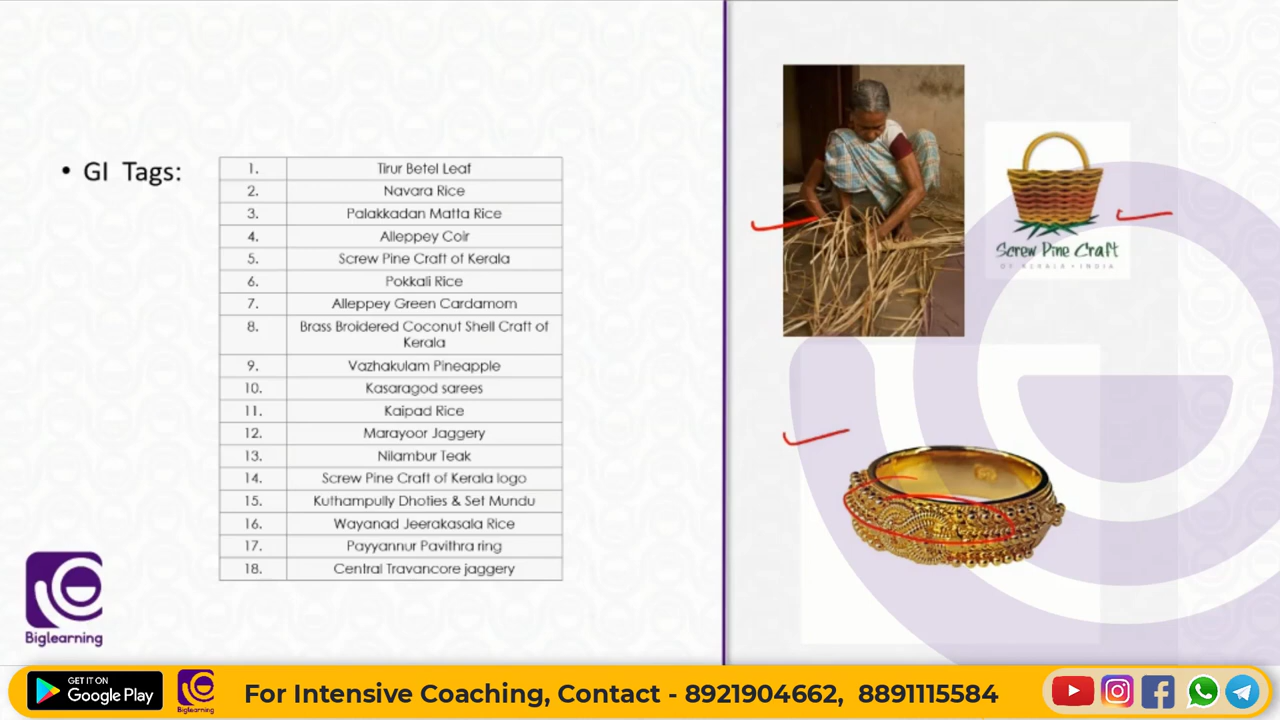 • GI Tags:
1. Tirur Betel Leaf
2. Navara Rice
3. Palakkadan Matta Rice
4. Alleppey Coir
5. Screw Pine Craft of Kerala
6. Pokkali Rice
7. Alleppey Green Cardamom
8. Brass Broidered Coconut Shell Craft of
Kerala
9. Vazhakulam Pineapple
10. Kasaragod sarees
11. Kaipad Rice
12. Marayoor Jaggery
13. Nilambur Teak
14. Screw Pine Craft of Kerala logo
15. Kuthampully Dhoties & Set Mundu
16. Wayanad Jeerakasala Rice
17. Payyannur Pavithra ring
18. Central Travancore jaggery
Screw Pine Craft
OF KERALA • INDIA
Biglearning
GET IT ON
Google Play
Biglearning
For Intensive Coaching, Contact - 8921904662, 8891115584